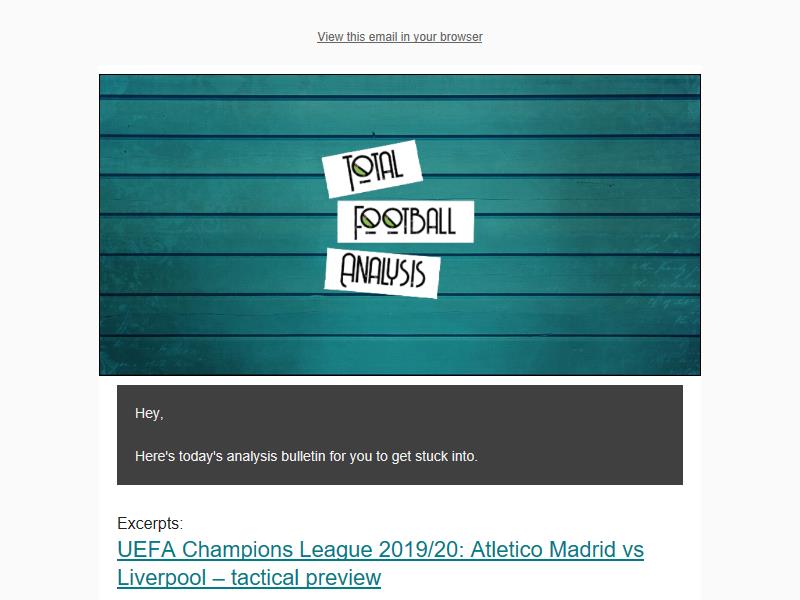 View this email in your browser
TOTAL
FOOTBALL
ANALYSIS
Hey,
Here's today's analysis bulletin for you to get stuck into.
Excerpts:
UEFA Champions League 2019/20: Atletico Madrid vs
Liverpool – tactical preview